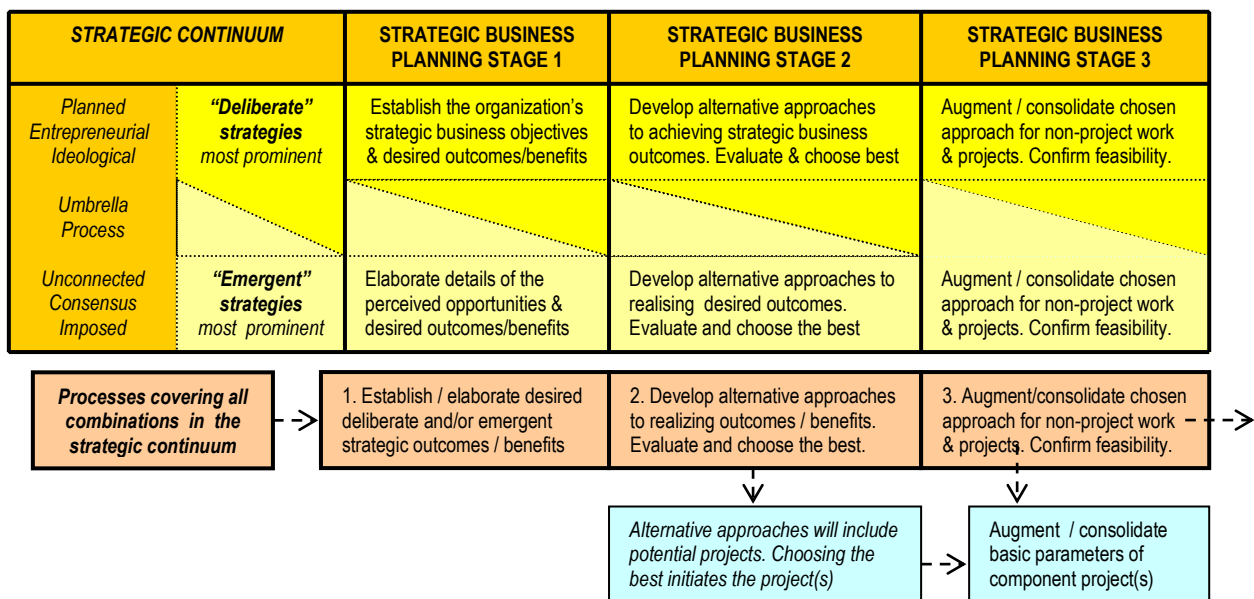 STRATEGIC CONTINUUM
STRATEGIC BUSINESS
PLANNING STAGE 1
STRATEGIC BUSINESS
PLANNING STAGE 2
STRATEGIC BUSINESS
PLANNING STAGE 3
Planned
Entrepreneurial
Ideological
“Deliberate”
strategies
most prominent
Establish the organization’s
strategic business objectives
& desired outcomes/benefits
Develop alternative approaches
to achieving strategic business
outcomes. Evaluate & choose best
Augment / consolidate chosen
approach for non-project work
& projects. Confirm feasibility.
Umbrella
Process
Unconnected
Consensus
Imposed
“Emergent”
strategies
most prominent
Elaborate details of the
perceived opportunities &
desired outcomes/benefits
Develop alternative approaches to
realising desired outcomes.
Evaluate and choose the best
Augment / consolidate chosen
approach for non-project work
& projects. Confirm feasibility.
Processes covering all
combinations in the
strategic continuum
1. Establish / elaborate desired
deliberate and/or emergent
strategic outcomes / benefits
2. Develop alternative approaches
to realizing outcomes / benefits.
Evaluate and choose the best.
3. Augment/consolidate chosen
approach for non-project work
& projects. Confirm feasibility.
Alternative approaches will include
potential projects. Choosing the
best initiates the project(s)
Augment / consolidate
basic parameters of
component project(s)